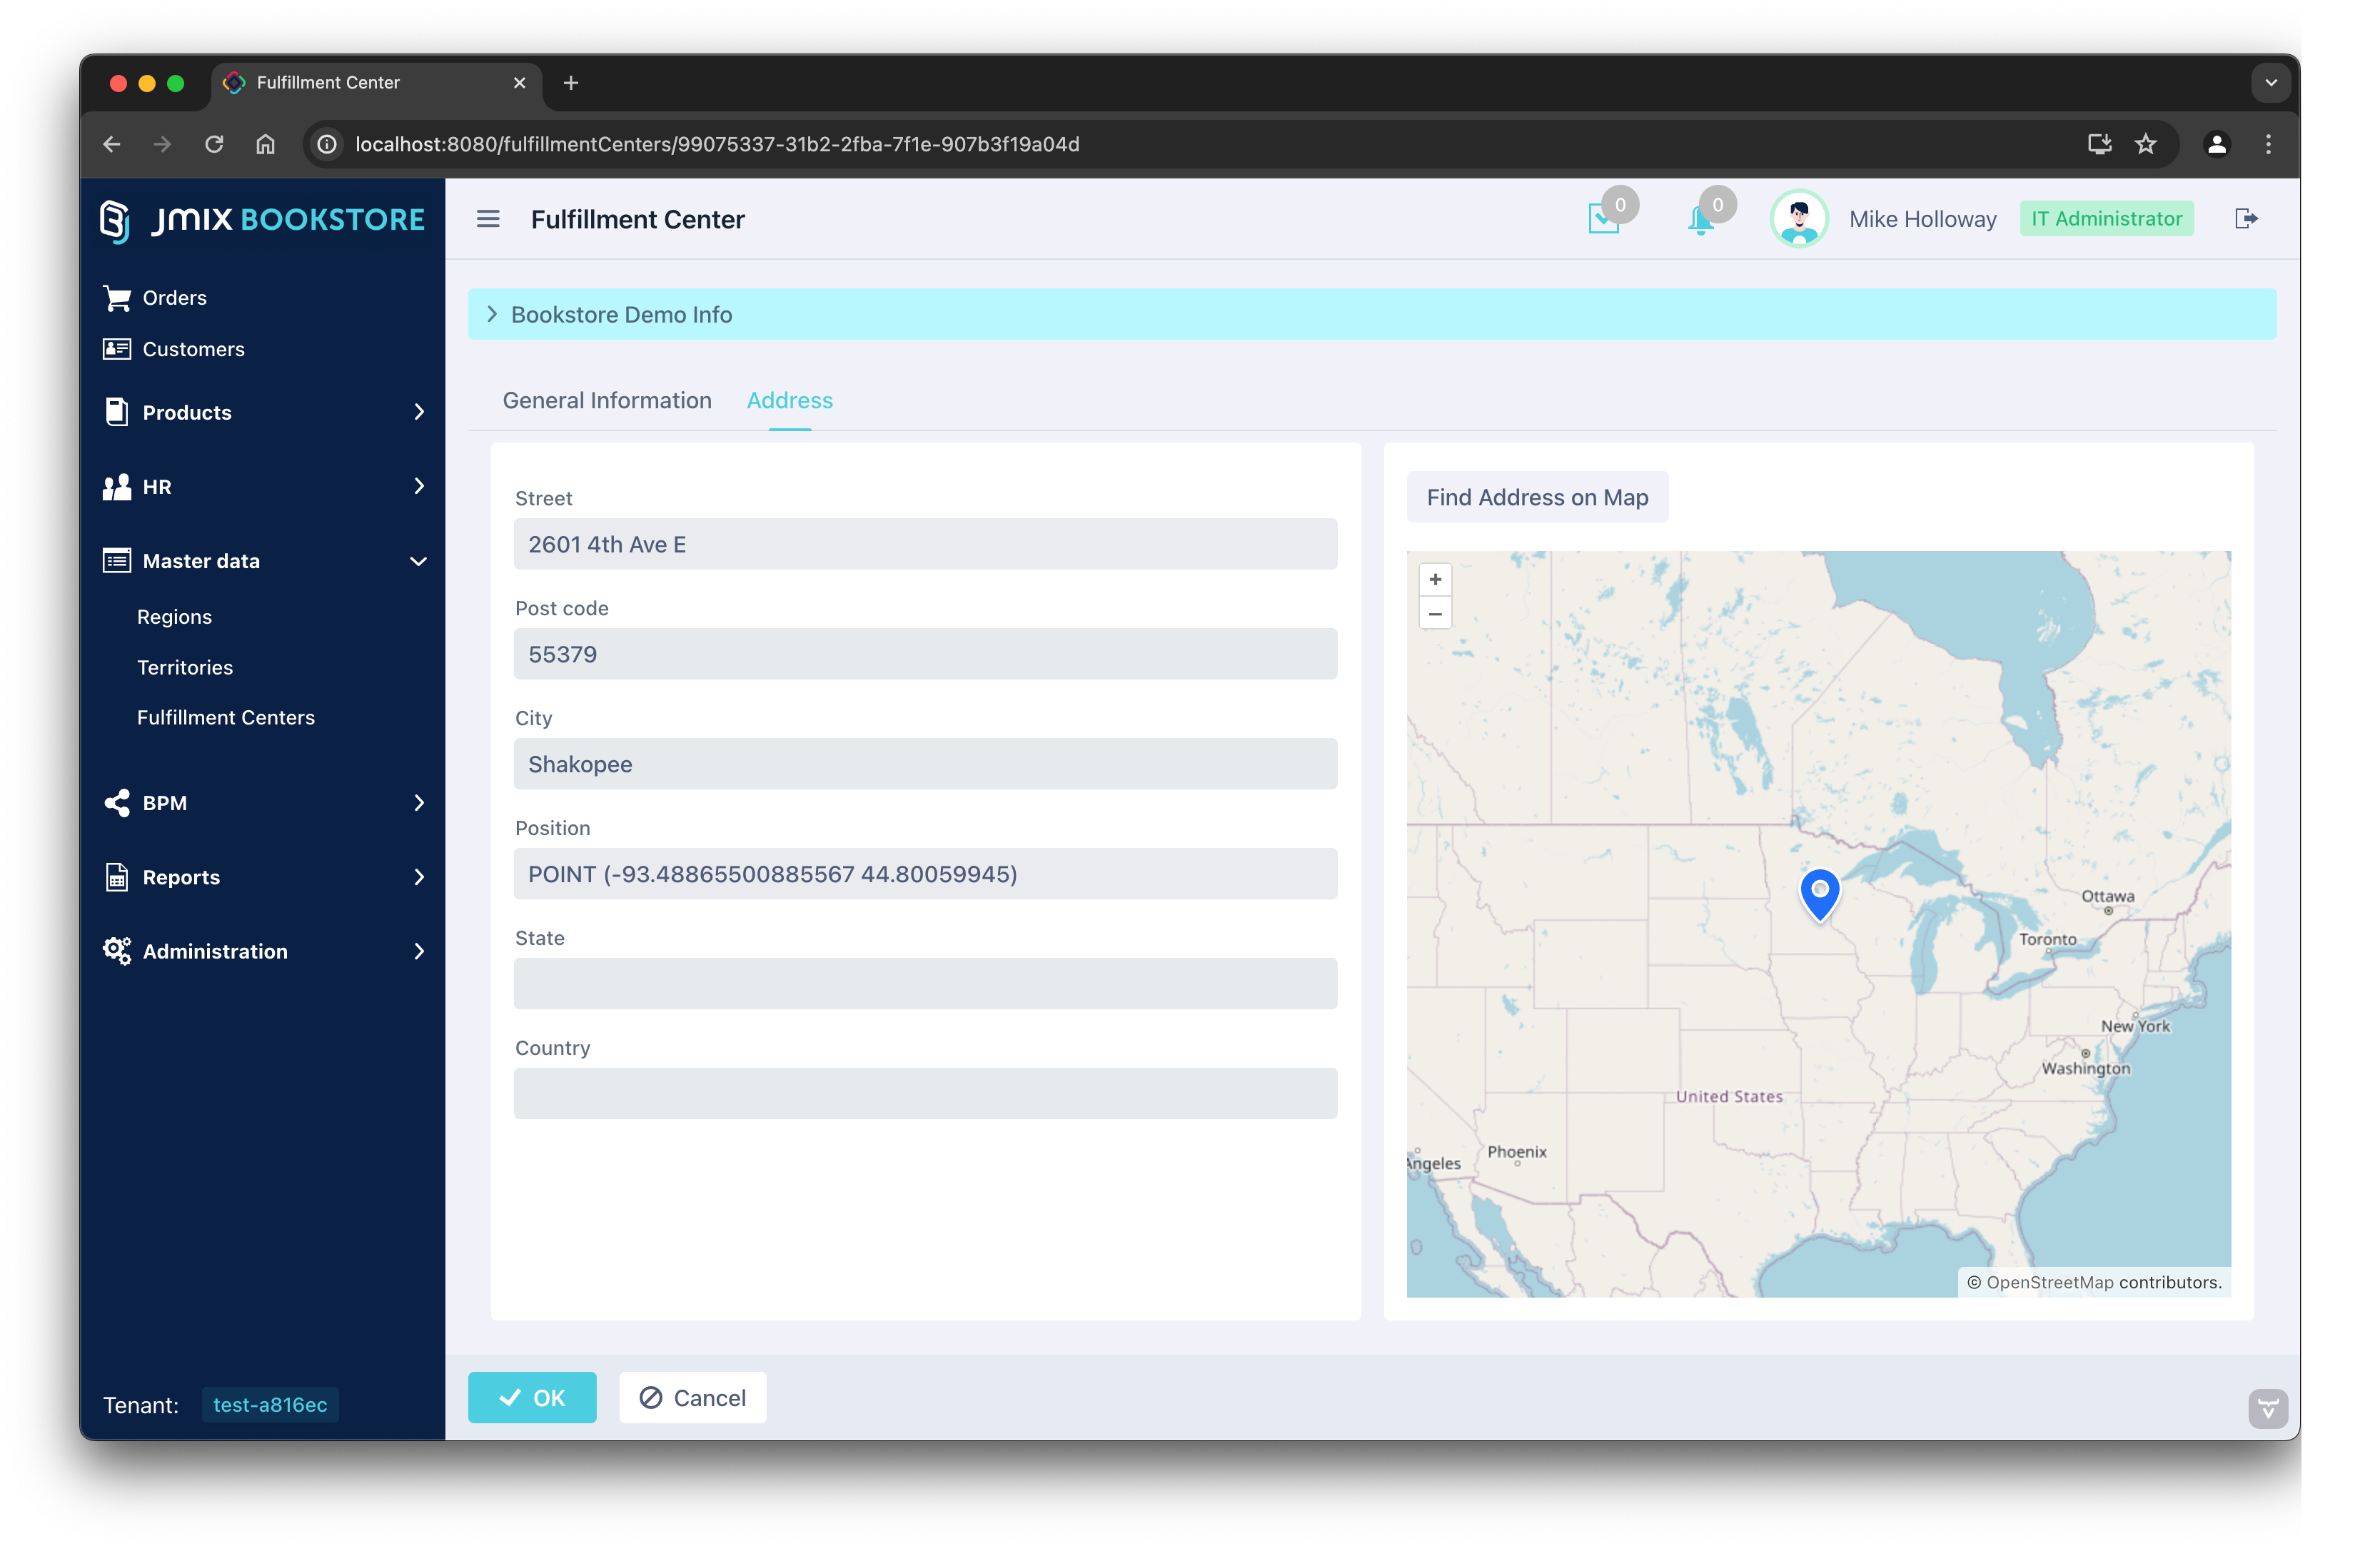 Fulfillment Center
localhost:8080/fulfillmentCenters/99075337-31b2-2fba-7f1e-907b3f19a04d
JMIX BOOKSTORE
Fulfillment Center
0
0
Mike Holloway
IT Administrator
Orders
Customers
Products
HR
Master data
Regions
Territories
Fulfillment Centers
BPM
Reports
Administration
Tenant: test-a816ec
Bookstore Demo Info
General Information
Address
Street
2601 4th Ave E
Post code
55379
City
Shakopee
Position
POINT (-93.48865500885567 44.80059945)
State
Country
Find Address on Map
+
−
Ottawa
Toronto
New York
Washington
United States
Phoenix
Angeles
© OpenStreetMap contributors.
OK
Cancel